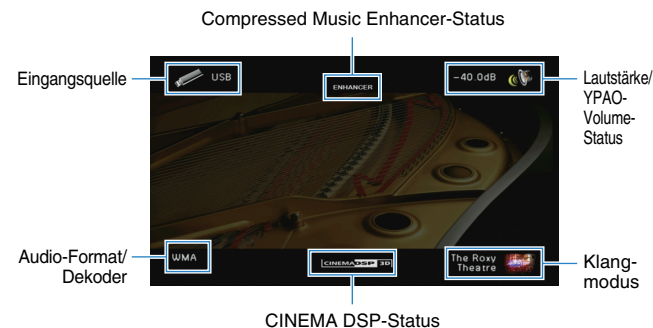 Compressed Music Enhancer-Status
Eingangsquelle
USB
ENHANCER
-40.0dB
Lautstärke/
YPAO-
Volume-
Status
Audio-Format/
Dekoder
WMA
CINEMA DSP 3D
The Roxy
Theatre
Klang-
modus
CINEMA DSP-Status